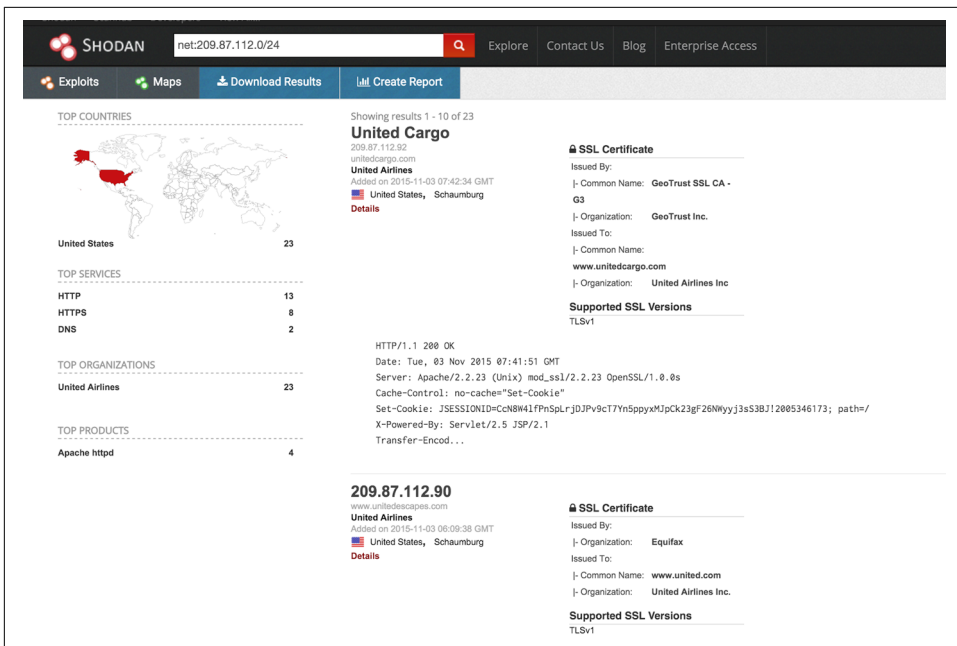 SHODAN
net:209.87.112.0/24
Explore
Contact Us
Blog
Enterprise Access
Exploits
Maps
Download Results
Create Report
TOP COUNTRIES
United States 23
TOP SERVICES
HTTP 13
HTTPS 8
DNS 2
TOP ORGANIZATIONS
United Airlines 23
TOP PRODUCTS
Apache httpd 4
Showing results 1 - 10 of 23
United Cargo
209.87.112.92
unitedcargo.com
United Airlines
Added on 2015-11-03 07:42:34 GMT
United States, Schaumburg
Details
SSL Certificate
Issued By:
|- Common Name: GeoTrust SSL CA -
G3
|- Organization: GeoTrust Inc.
Issued To:
|- Common Name:
www.unitedcargo.com
|- Organization: United Airlines Inc
Supported SSL Versions
TLSv1
HTTP/1.1 200 OK
Date: Tue, 03 Nov 2015 07:41:51 GMT
Server: Apache/2.2.23 (Unix) mod_ssl/2.2.23 OpenSSL/1.0.0s
Cache-Control: no-cache="Set-Cookie"
Set-Cookie: JSESSIONID=CcN8W4lfPnSpLrjDJPv9cT7Yn5ppyxMJpCk23gF26NWyyj3sS3BJ!2005346173; path=/
X-Powered-By: Servlet/2.5 JSP/2.1
Transfer-Encod...
209.87.112.90
www.unitedescapes.com
United Airlines
Added on 2015-11-03 06:09:38 GMT
United States, Schaumburg
Details
SSL Certificate
Issued By:
|- Organization: Equifax
Issued To:
|- Common Name: www.united.com
|- Organization: United Airlines Inc.
Supported SSL Versions
TLSv1